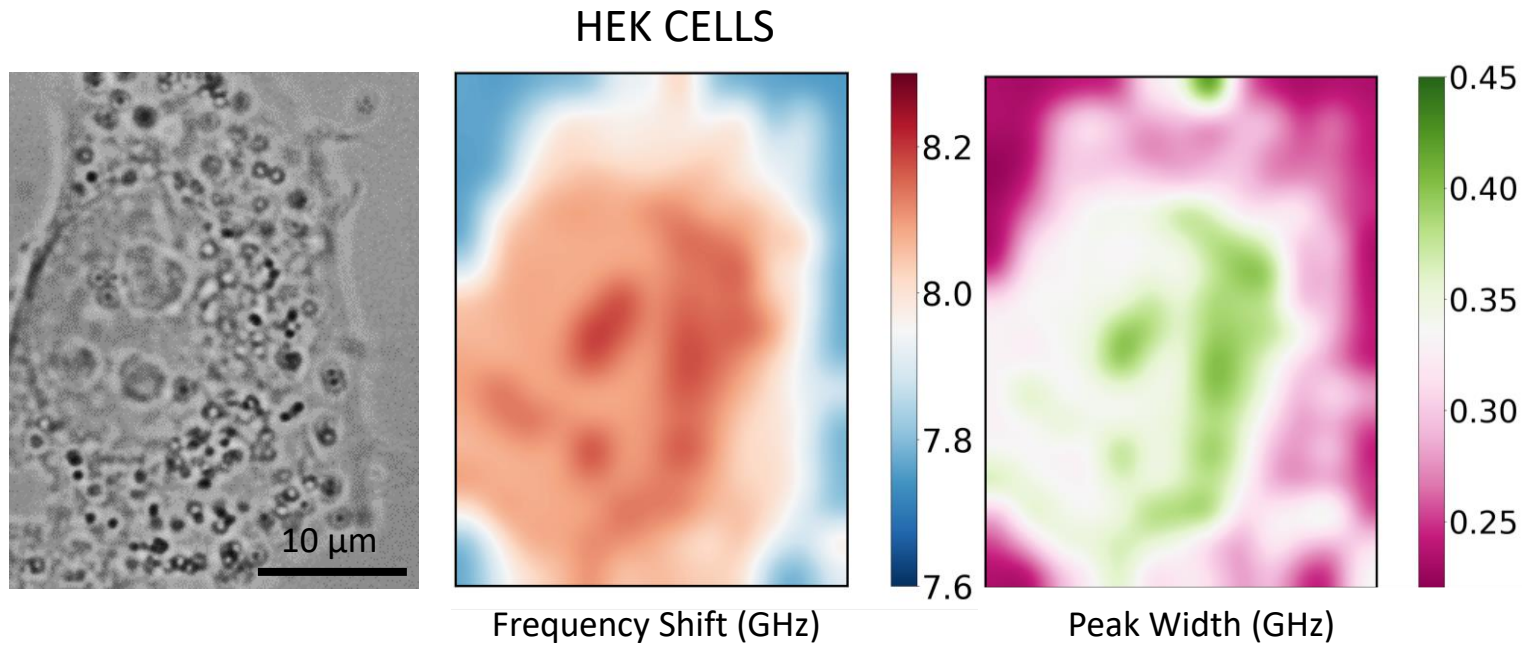 HEK CELLS
10 µm
8.2
8.0
7.8
7.6
0.45
0.40
0.35
0.30
0.25
Frequency Shift (GHz)
Peak Width (GHz)